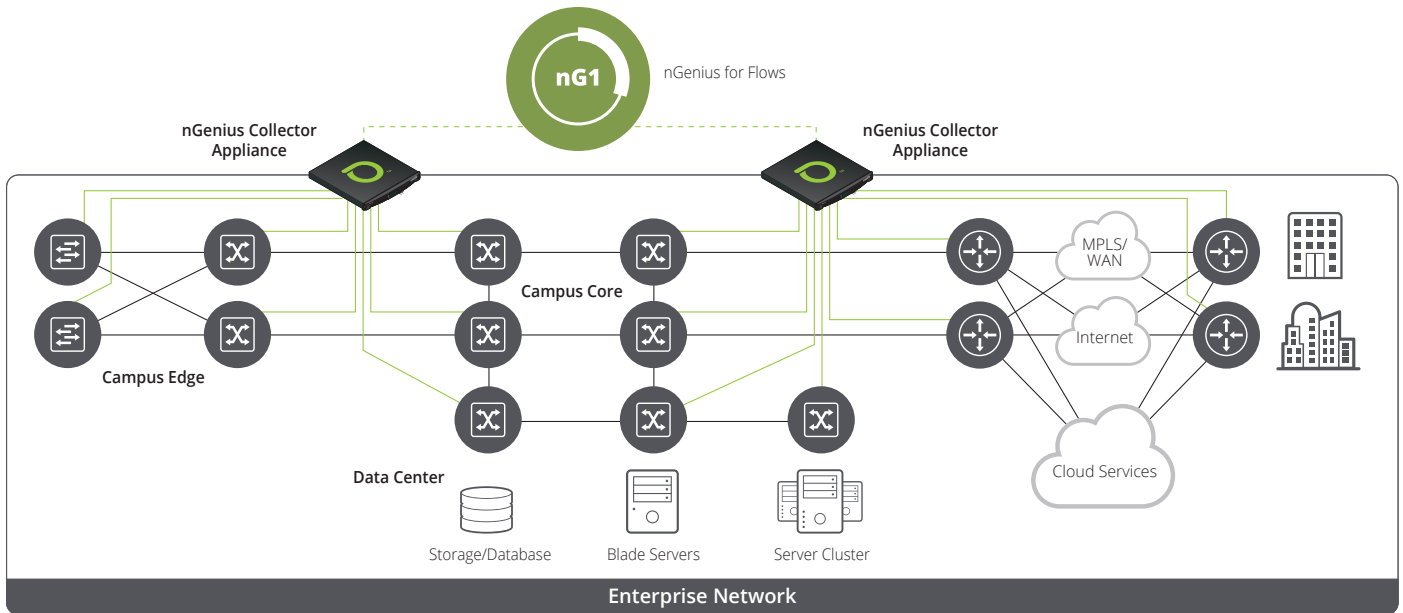 nG1
nGenius for Flows
nGenius Collector
Appliance
nGenius Collector
Appliance
MPLS/
WAN
Campus Core
Internet
Campus Edge
Data Center
Cloud Services
Storage/Database
Blade Servers
Server Cluster
Enterprise Network